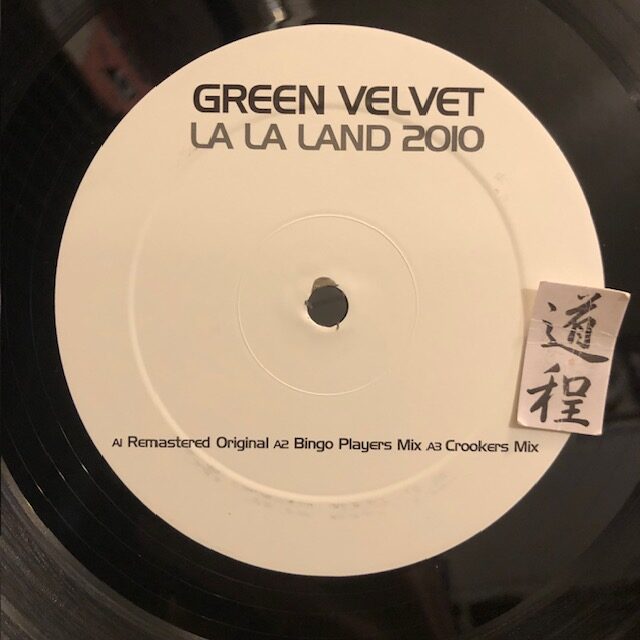 GREEN VELVET
LA LA LAND 2010
道程
A1 Remastered Original A2 Bingo Players Mix .A3 Crookers Mix